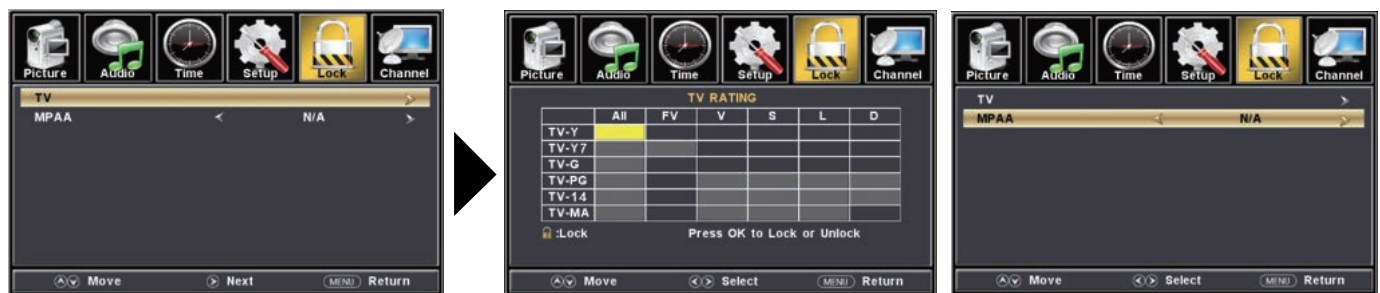 Picture Audio Time Setup Lock Channel
TV
MPAA N/A
Move Next MENU Return
Picture Audio Time Setup Lock Channel
TV RATING
All FV V S L D
TV-Y
TV-Y7
TV-G
TV-PG
TV-14
TV-MA
:Lock Press OK to Lock or Unlock
Move Select MENU Return
Picture Audio Time Setup Lock Channel
TV
MPAA N/A
Move Select MENU Return